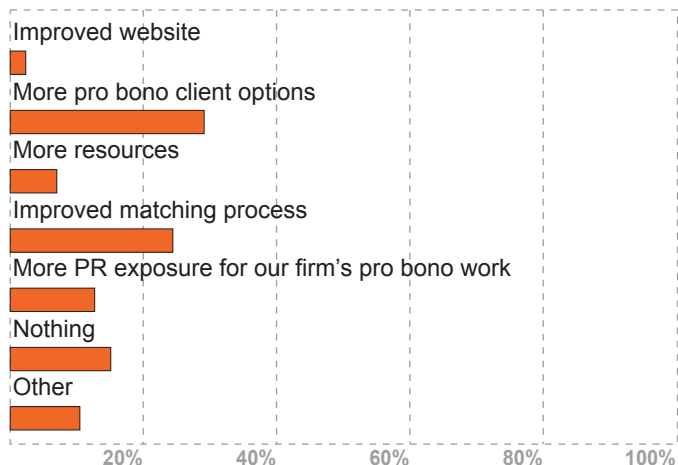 Improved website
More pro bono client options
More resources
Improved matching process
More PR exposure for our firm’s pro bono work
Nothing
Other
20% 40% 60% 80% 100%